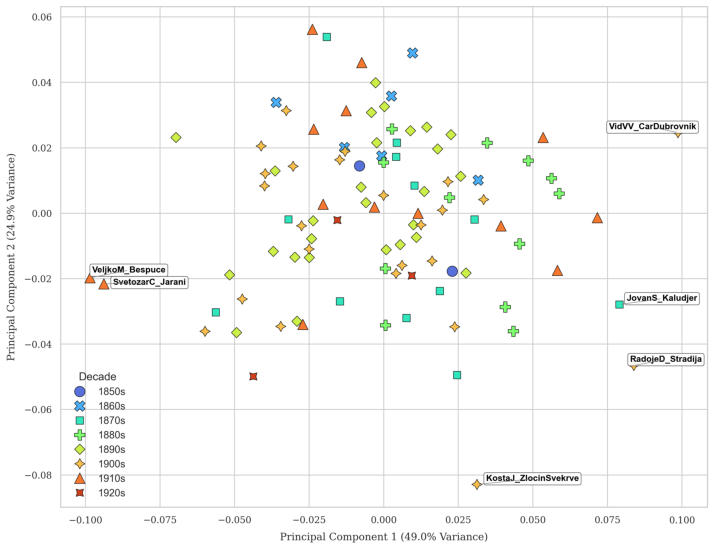 0.06
0.04
0.02
0.00
−0.02
−0.04
−0.06
−0.08
Principal Component 2 (24.9% Variance)
VidVV_CarDubrovnik
VeljkoM_Bespuce
SvetozarC_Jarani
JovanS_Kaludjer
RadojeD_Stradija
KostaJ_ZlocinSvekrve
Decade
1850s
1860s
1870s
1880s
1890s
1900s
1910s
1920s
−0.100 −0.075 −0.050 −0.025 0.000 0.025 0.050 0.075 0.100
Principal Component 1 (49.0% Variance)